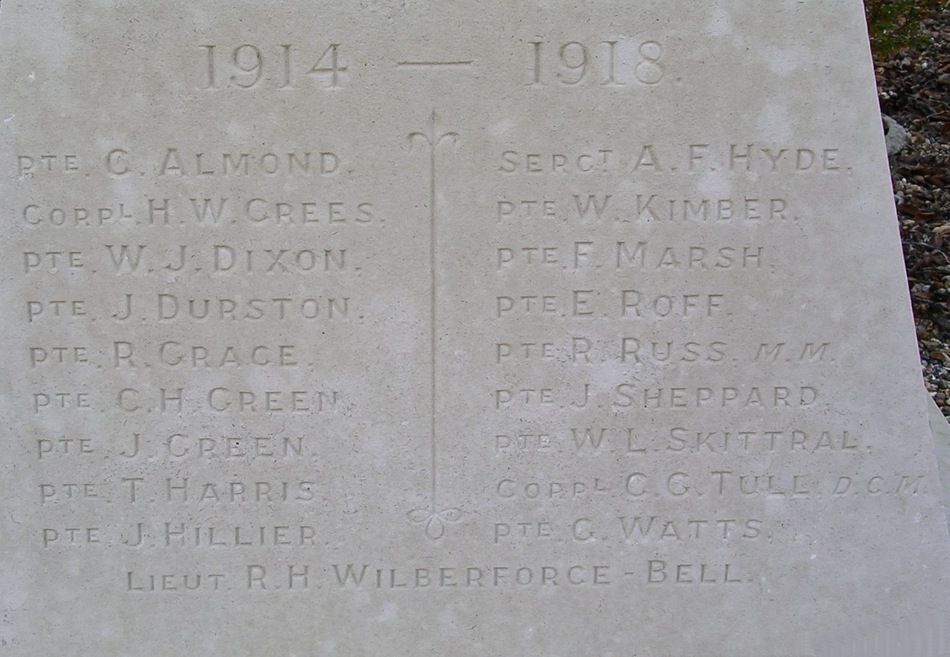 1914 — 1918.
PTE. G. ALMOND.
CORPL. H. W. CREES.
PTE. W. J. DIXON.
PTE. J. DURSTON.
PTE. R. GRACE.
PTE. C. H. GREEN.
PTE. J. GREEN.
PTE. T. HARRIS.
PTE. J. HILLIER.
SERGT. A. F. HYDE.
PTE. W. KIMBER.
PTE. F. MARSH.
PTE. E. ROFF.
PTE. R. RUSS. M.M.
PTE. J. SHEPPARD.
PTE. W. L. SKITTRAL.
CORPL. C. G. TULL. D.C.M.
PTE. G. WATTS.
LIEUT. R. H. WILBERFORCE - BELL.